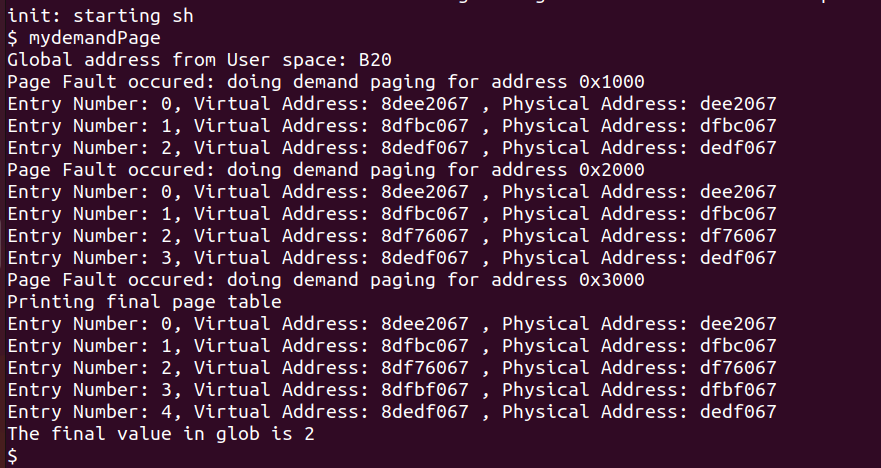 init: starting sh
$ mydemandPage
Global address from User space: B20
Page Fault occured: doing demand paging for address 0x1000
Entry Number: 0, Virtual Address: 8dee2067 , Physical Address: dee2067
Entry Number: 1, Virtual Address: 8dfbc067 , Physical Address: dfbc067
Entry Number: 2, Virtual Address: 8dedf067 , Physical Address: dedf067
Page Fault occured: doing demand paging for address 0x2000
Entry Number: 0, Virtual Address: 8dee2067 , Physical Address: dee2067
Entry Number: 1, Virtual Address: 8dfbc067 , Physical Address: dfbc067
Entry Number: 2, Virtual Address: 8df76067 , Physical Address: df76067
Entry Number: 3, Virtual Address: 8dedf067 , Physical Address: dedf067
Page Fault occured: doing demand paging for address 0x3000
Printing final page table
Entry Number: 0, Virtual Address: 8dee2067 , Physical Address: dee2067
Entry Number: 1, Virtual Address: 8dfbc067 , Physical Address: dfbc067
Entry Number: 2, Virtual Address: 8df76067 , Physical Address: df76067
Entry Number: 3, Virtual Address: 8dfbf067 , Physical Address: dfbf067
Entry Number: 4, Virtual Address: 8dedf067 , Physical Address: dedf067
The final value in glob is 2
$